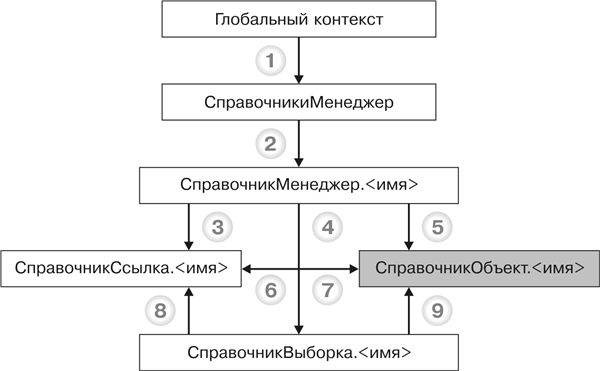 Глобальный контекст
1
СправочникиМенеджер
2
СправочникМенеджер.<имя>
3
4
5
СправочникСсылка.<имя>
СправочникОбъект.<имя>
6
7
8
9
СправочникВыборка.<имя>